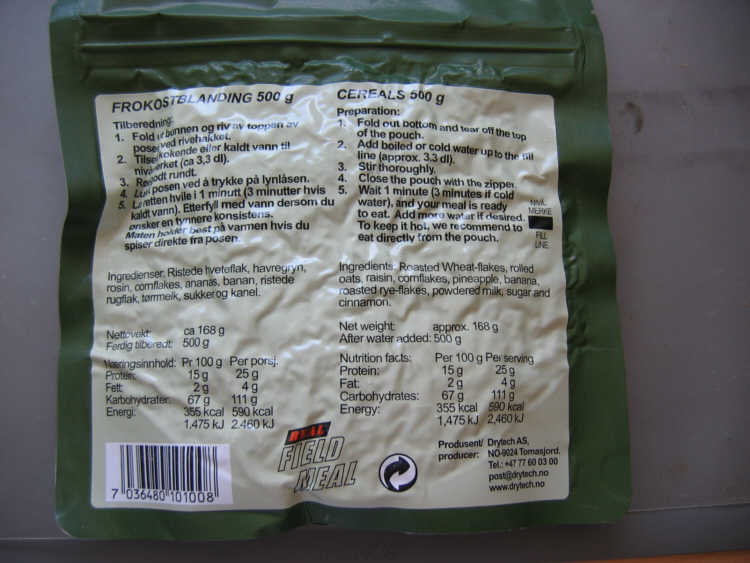 FROKOSTBLANDING 500 g
Tilberedning:
1. Fold ut bunnen og riv av toppen av
posen ved rivehakket.
2. Tilsett kokende eller kaldt vann til
nivåmerket (ca 3,3 dl).
3. Rør godt rundt.
4. Lukk posen ved å trykke på lynlåsen.
5. La retten hvile i 1 minutt (3 minutter hvis
kaldt vann). Etterfyll med vann dersom du
ønsker en tynnere konsistens.
Maten holder best på varmen hvis du
spiser direkte fra posen.
Ingredienser: Ristede hveteflak, havregryn,
rosin, cornflakes, ananas, banan, ristede
rugflak, tørrmelk, sukker og kanel.
Nettovekt: ca 168 g
Ferdig tilberedt: 500 g
Næringsinnhold: Pr 100 g Per porsj.
Protein: 15 g 25 g
Fett: 2 g 4 g
Karbohydrater: 67 g 111 g
Energi: 355 kcal 590 kcal
1,475 kJ 2.460 kJ
7 036480 101008
CEREALS 500 g
Preparation:
1. Fold out bottom and tear off the top
of the pouch.
2. Add boiled or cold water up to the fill
line (approx. 3.3 dl).
3. Stir thoroughly.
4. Close the pouch with the zipper.
5. Wait 1 minute (3 minutes if cold
water), and your meal is ready
to eat. Add more water if desired.
To keep it hot, we recommend to
eat directly from the pouch.
NIVÅ
MERKE
FILL
LINE
Ingredients: Roasted Wheat-flakes, rolled
oats, raisin, cornflakes, pineapple, banana,
roasted rye-flakes, powdered milk, sugar and
cinnamon.
Net weight: approx. 168 g
After water added: 500 g
Nutrition facts: Per 100 g Per serving
Protein: 15 g 25 g
Fat: 2 g 4 g
Carbohydrates: 67 g 111 g
Energy: 355 kcal 590 kcal
1,475 kJ 2,460 kJ
REAL
FIELD
MEAL
Produsent/ Drytech AS,
producer: NO-9024 Tomasjord.
Tel.: +47 77 60 03 00
post@drytech.no
www.drytech.no